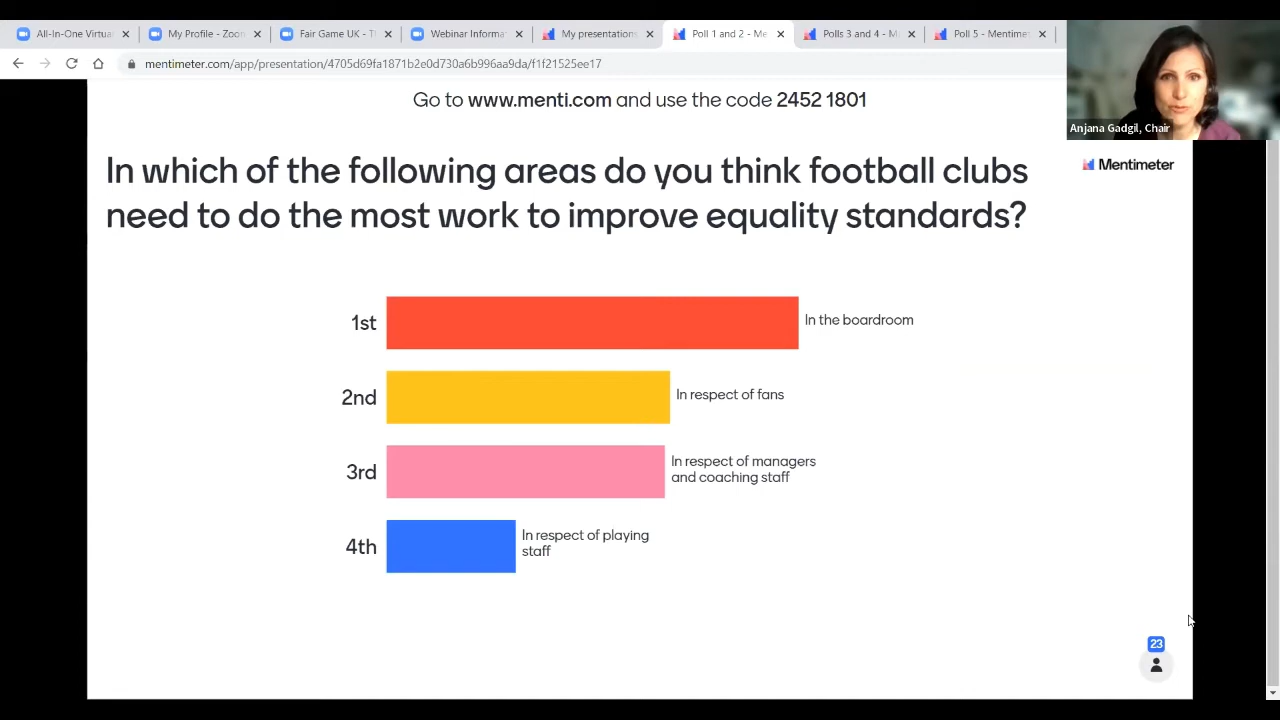 All-In-One Virtua
My Profile - Zoon
Fair Game UK - T
Webinar Informa
My presentations
Poll 1 and 2 - Me
Polls 3 and 4 - M
Poll 5 - Mentime
mentimeter.com/app/presentation/4705d69fa1871b2e0d730a6b996aa9da/f1f21525ee17
Go to www.menti.com and use the code 2452 1801
Anjana Gadgil, Chair
Mentimeter
In which of the following areas do you think football clubs
need to do the most work to improve equality standards?
1st
In the boardroom
2nd
In respect of fans
3rd
In respect of managers
and coaching staff
4th
In respect of playing
staff
23